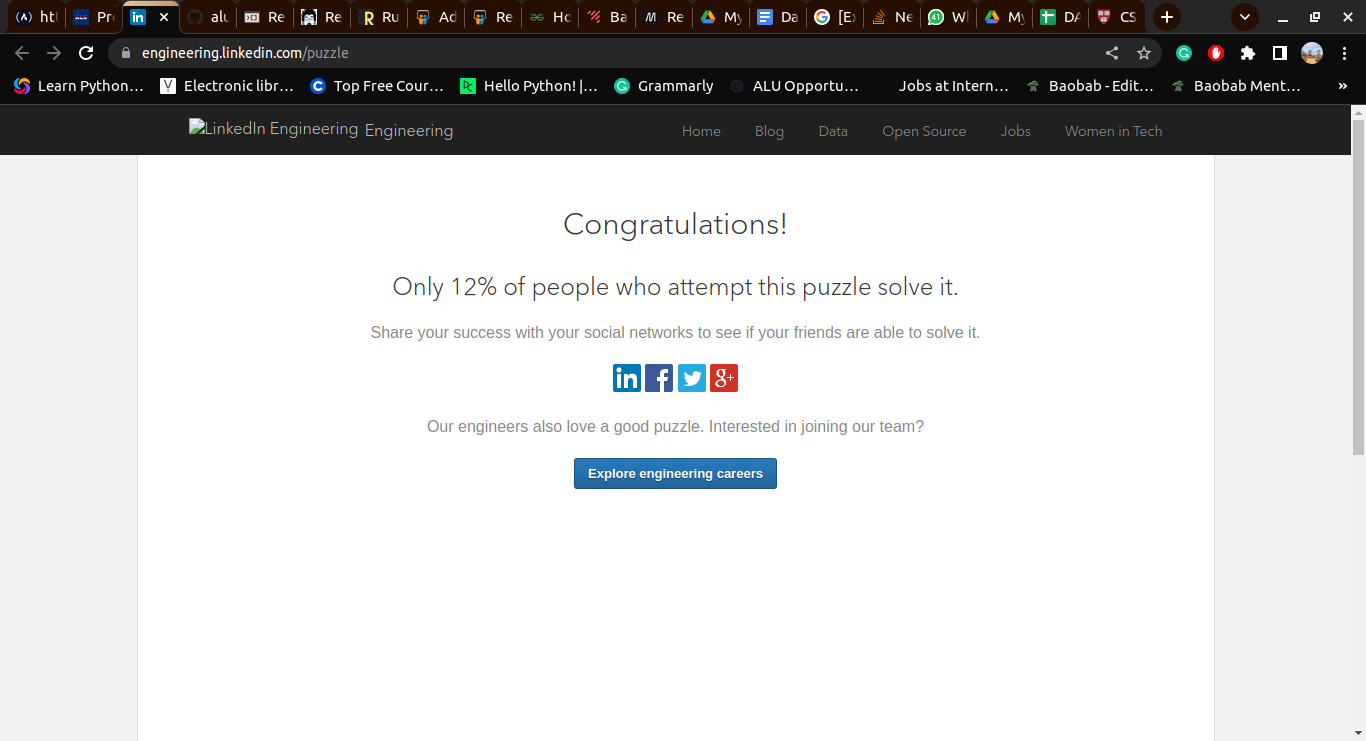 htt Pro alu Re Re Ru Ad Re Ho Ba Re My Da [Ex Ne Wh My DA CS
engineering.linkedin.com/puzzle
Learn Python... Electronic libr... Top Free Cour... Hello Python! |... Grammarly ALU Opportu... Jobs at Intern... Baobab - Edit... Baobab Ment... »
LinkedIn Engineering Engineering Home Blog Data Open Source Jobs Women in Tech
Congratulations!
Only 12% of people who attempt this puzzle solve it.
Share your success with your social networks to see if your friends are able to solve it.
in f g+
Our engineers also love a good puzzle. Interested in joining our team?
Explore engineering careers